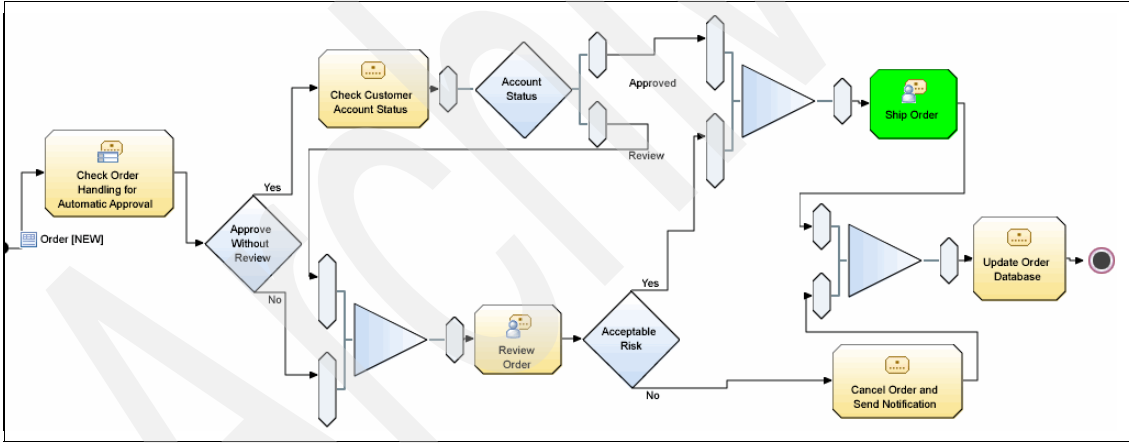 Check Customer
Account Status
Account
Status
Approved
Review
Ship Order
Check Order
Handling for
Automatic Approval
Yes
Order [NEW]
Approve
Without
Review
No
Review
Order
Yes
Acceptable
Risk
No
Update Order
Database
Cancel Order and
Send Notification